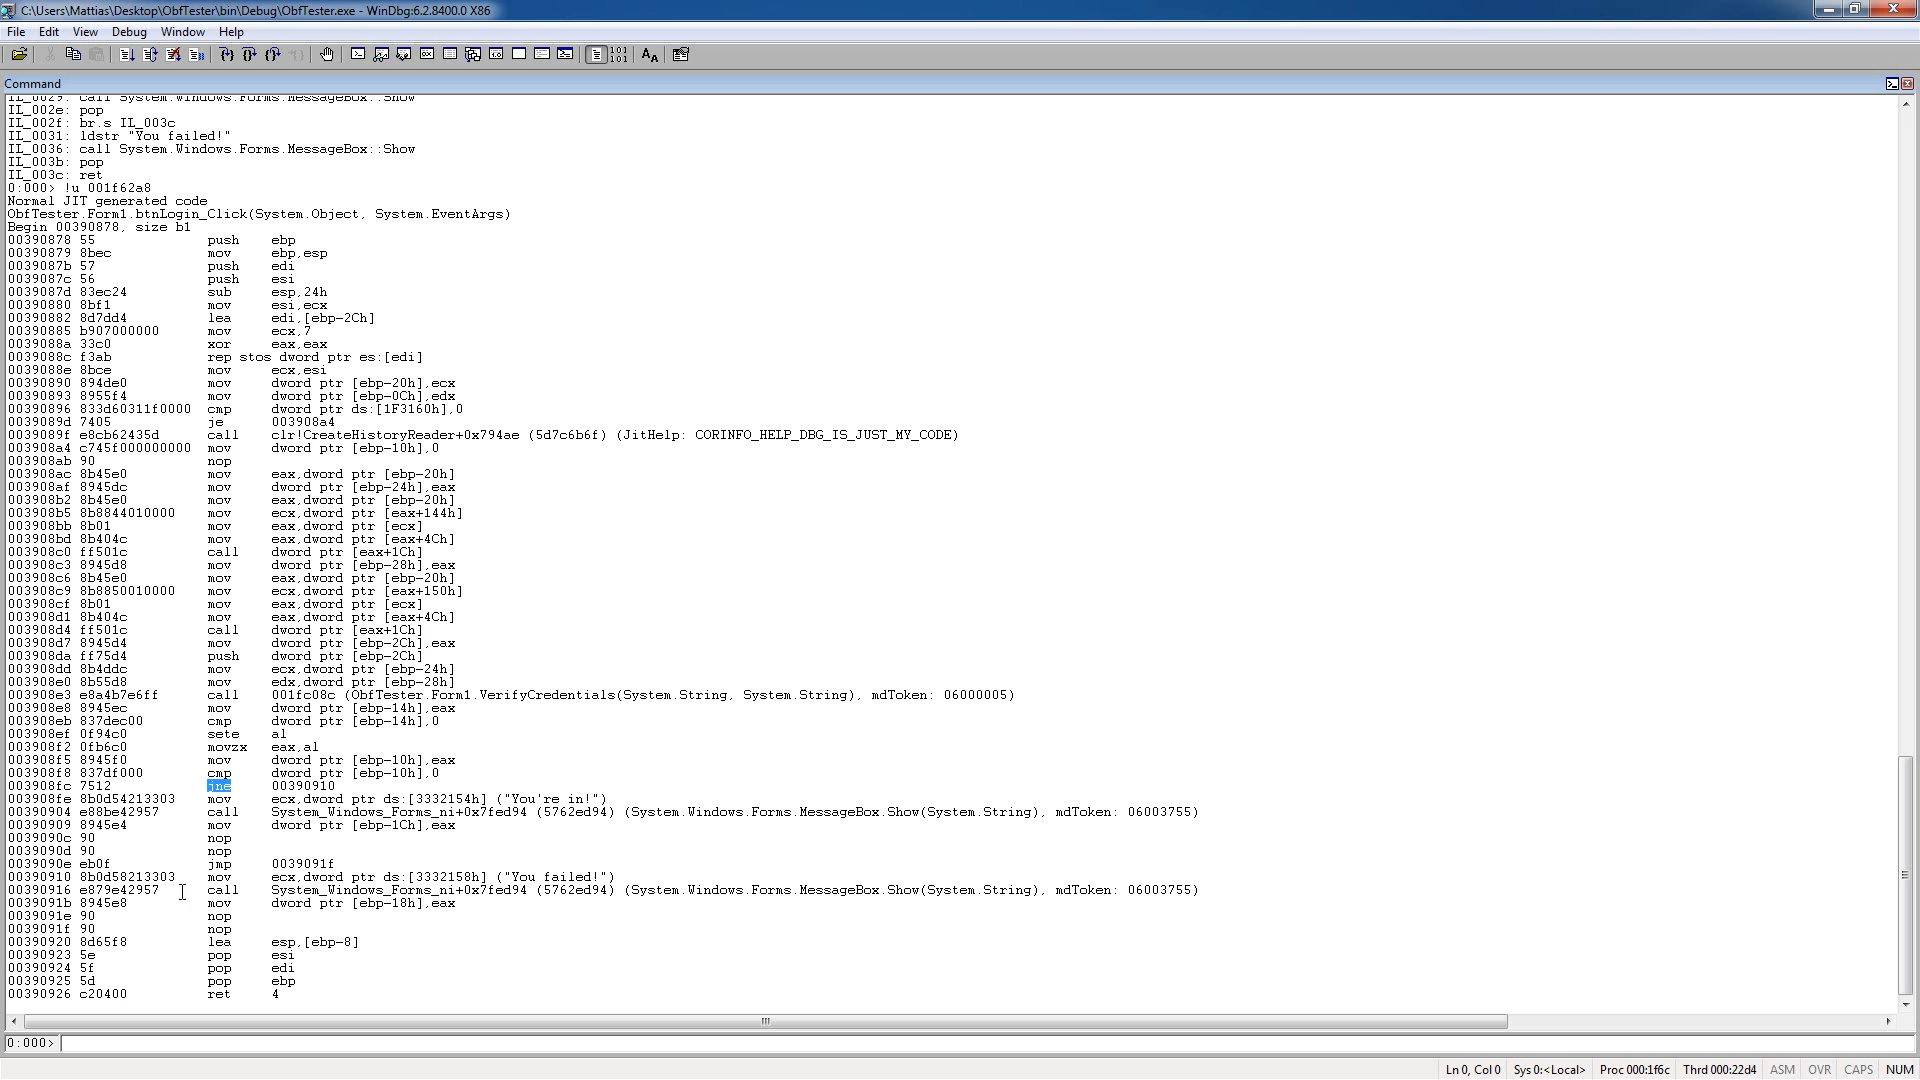 C:\Users\Mattias\Desktop\ObfTester\bin\Debug\ObfTester.exe - WinDbg:6.2.8400.0 X86
File Edit View Debug Window Help
Command
IL_0029: call System.Windows.Forms.MessageBox::Show
IL_002e: pop
IL_002f: br.s IL_003c
IL_0031: ldstr "You failed!"
IL_0036: call System.Windows.Forms.MessageBox::Show
IL_003b: pop
IL_003c: ret
0:000> !u 001f62a8
Normal JIT generated code
ObfTester.Form1.btnLogin_Click(System.Object, System.EventArgs)
Begin 00390878, size b1
00390878 55 push ebp
00390879 8bec mov ebp,esp
0039087b 57 push edi
0039087c 56 push esi
0039087d 83ec24 sub esp,24h
00390880 8bf1 mov esi,ecx
00390882 8d7dd4 lea edi,[ebp-2Ch]
00390885 b907000000 mov ecx,7
0039088a 33c0 xor eax,eax
0039088c f3ab rep stos dword ptr es:[edi]
0039088e 8bce mov ecx,esi
00390890 894de0 mov dword ptr [ebp-20h],ecx
00390893 8955f4 mov dword ptr [ebp-0Ch],edx
00390896 833d60311f0000 cmp dword ptr ds:[1F3160h],0
0039089d 7405 je 003908a4
0039089f e8cb62435d call clr!CreateHistoryReader+0x794ae (5d7c6b6f) (JitHelp: CORINFO_HELP_DBG_IS_JUST_MY_CODE)
003908a4 c745f000000000 mov dword ptr [ebp-10h],0
003908ab 90 nop
003908ac 8b45e0 mov eax,dword ptr [ebp-20h]
003908af 8945dc mov dword ptr [ebp-24h],eax
003908b2 8b45e0 mov eax,dword ptr [ebp-20h]
003908b5 8b8844010000 mov ecx,dword ptr [eax+144h]
003908bb 8b01 mov eax,dword ptr [ecx]
003908bd 8b404c mov eax,dword ptr [eax+4Ch]
003908c0 ff501c call dword ptr [eax+1Ch]
003908c3 8945d8 mov dword ptr [ebp-28h],eax
003908c6 8b45e0 mov eax,dword ptr [ebp-20h]
003908c9 8b8850010000 mov ecx,dword ptr [eax+150h]
003908cf 8b01 mov eax,dword ptr [ecx]
003908d1 8b404c mov eax,dword ptr [eax+4Ch]
003908d4 ff501c call dword ptr [eax+1Ch]
003908d7 8945d4 mov dword ptr [ebp-2Ch],eax
003908da ff75d4 push dword ptr [ebp-2Ch]
003908dd 8b4ddc mov ecx,dword ptr [ebp-24h]
003908e0 8b55d8 mov edx,dword ptr [ebp-28h]
003908e3 e8a4b7e6ff call 001fc08c (ObfTester.Form1.VerifyCredentials(System.String, System.String), mdToken: 06000005)
003908e8 8945ec mov dword ptr [ebp-14h],eax
003908eb 837dec00 cmp dword ptr [ebp-14h],0
003908ef 0f94c0 sete al
003908f2 0fb6c0 movzx eax,al
003908f5 8945f0 mov dword ptr [ebp-10h],eax
003908f8 837df000 cmp dword ptr [ebp-10h],0
003908fc 7512 jne 00390910
003908fe 8b0d54213303 mov ecx,dword ptr ds:[3332154h] ("You're in!")
00390904 e88be42957 call System_Windows_Forms_ni+0x7fed94 (5762ed94) (System.Windows.Forms.MessageBox.Show(System.String), mdToken: 06003755)
00390909 8945e4 mov dword ptr [ebp-1Ch],eax
0039090c 90 nop
0039090d 90 nop
0039090e eb0f jmp 0039091f
00390910 8b0d58213303 mov ecx,dword ptr ds:[3332158h] ("You failed!")
00390916 e879e42957 call System_Windows_Forms_ni+0x7fed94 (5762ed94) (System.Windows.Forms.MessageBox.Show(System.String), mdToken: 06003755)
0039091b 8945e8 mov dword ptr [ebp-18h],eax
0039091e 90 nop
0039091f 90 nop
00390920 8d65f8 lea esp,[ebp-8]
00390923 5e pop esi
00390924 5f pop edi
00390925 5d pop ebp
00390926 c20400 ret 4
0:000>
Ln 0, Col 0 Sys 0:<Local> Proc 000:1f6c Thrd 000:22d4 ASM OVR CAPS NUM